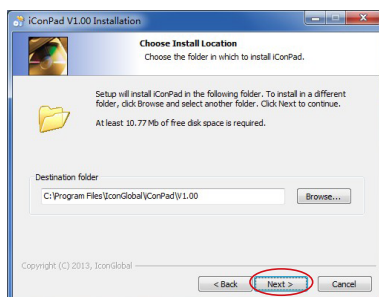 iConPad V1.00 Installation
Choose Install Location
Choose the folder in which to install iConPad.
Setup will install iConPad in the following folder. To install in a different
folder, click Browse and select another folder. Click Next to continue.
At least 10.77 Mb of free disk space is required.
Destination folder
C:\Program Files\IconGlobal\iConPad\V1.00
Browse...
Copyright (C) 2013, IconGlobal
< Back
Next >
Cancel